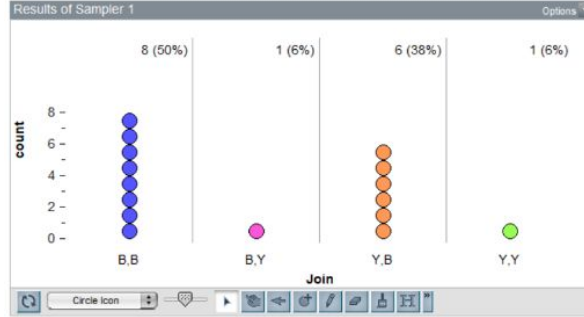 Results of Sampler 1
Options
8 (50%) 1 (6%) 6 (38%) 1 (6%)
count
8
6
4
2
0
B,B B,Y Y,B Y,Y
Join
Circle Icon